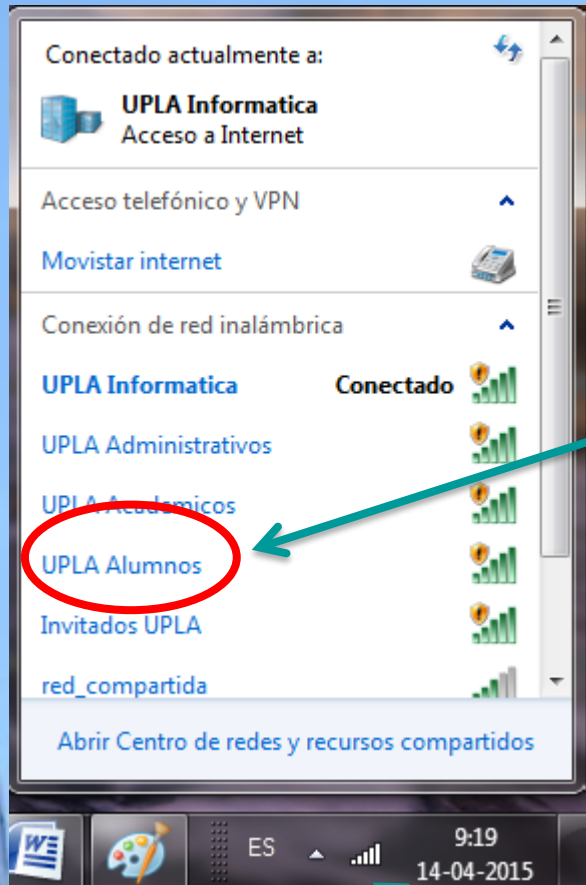 Conectado actualmente a:
UPLA Informatica
Acceso a Internet
Acceso telefónico y VPN
Movistar internet
Conexión de red inalámbrica
UPLA Informatica Conectado
UPLA Administrativos
UPLA Academicos
UPLA Alumnos
Invitados UPLA
red_compartida
Abrir Centro de redes y recursos compartidos
ES 9:19
14-04-2015